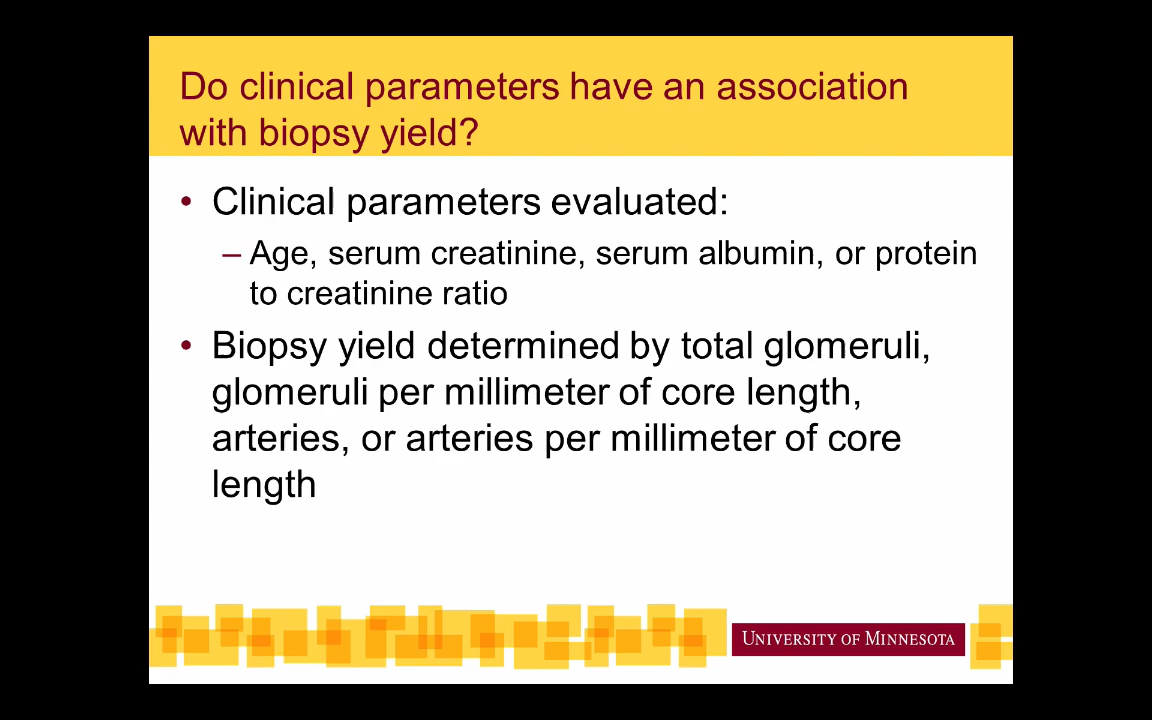 Do clinical parameters have an association
with biopsy yield?
• Clinical parameters evaluated:
– Age, serum creatinine, serum albumin, or protein
to creatinine ratio
• Biopsy yield determined by total glomeruli,
glomeruli per millimeter of core length,
arteries, or arteries per millimeter of core
length
UNIVERSITY OF MINNESOTA